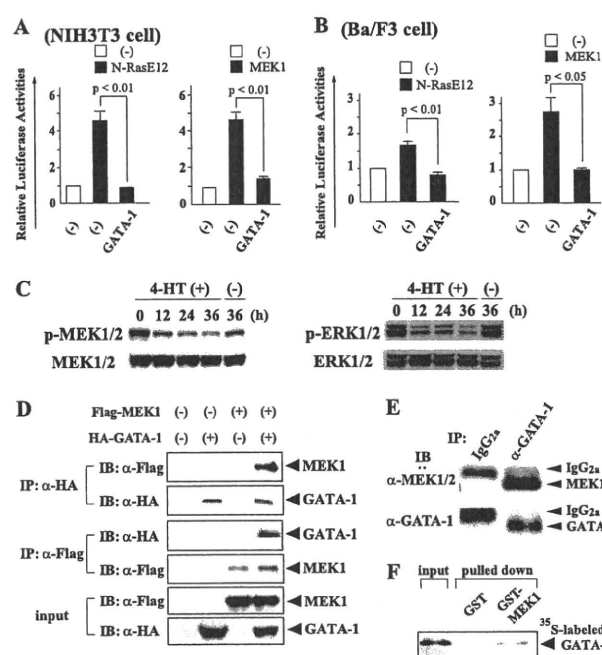 A (NIH3T3 cell)
Relative Luciferase Activities
(-)
N-RasE12
p < 0.01
6
4
2
0
(-)
(-)
GATA-1
(-)
MEK1
p < 0.01
6
4
2
0
(-)
(-)
GATA-1
B (Ba/F3 cell)
Relative Luciferase Activities
(-)
N-RasE12
p < 0.01
3
2
1
0
(-)
(-)
GATA-1
(-)
MEK1
p < 0.05
3
2
1
0
(-)
(-)
GATA-1
C
4-HT (+) (-)
0 12 24 36 36 (h)
p-MEK1/2
MEK1/2
4-HT (+) (-)
0 12 24 36 36 (h)
p-ERK1/2
ERK1/2
D
Flag-MEK1 (-) (-) (+) (+)
HA-GATA-1 (-) (+) (-) (+)
IP: α-HA
IB: α-Flag MEK1
IB: α-HA GATA-1
IP: α-Flag
IB: α-HA GATA-1
IB: α-Flag MEK1
input
IB: α-Flag MEK1
IB: α-HA GATA-1
E
IP: IgG2a α-GATA-1
IB
α-MEK1/2 IgG2a
MEK1
α-GATA-1 IgG2a
GATA
F
input pulled down
GST GST-MEK1
35S-labeled
GATA-